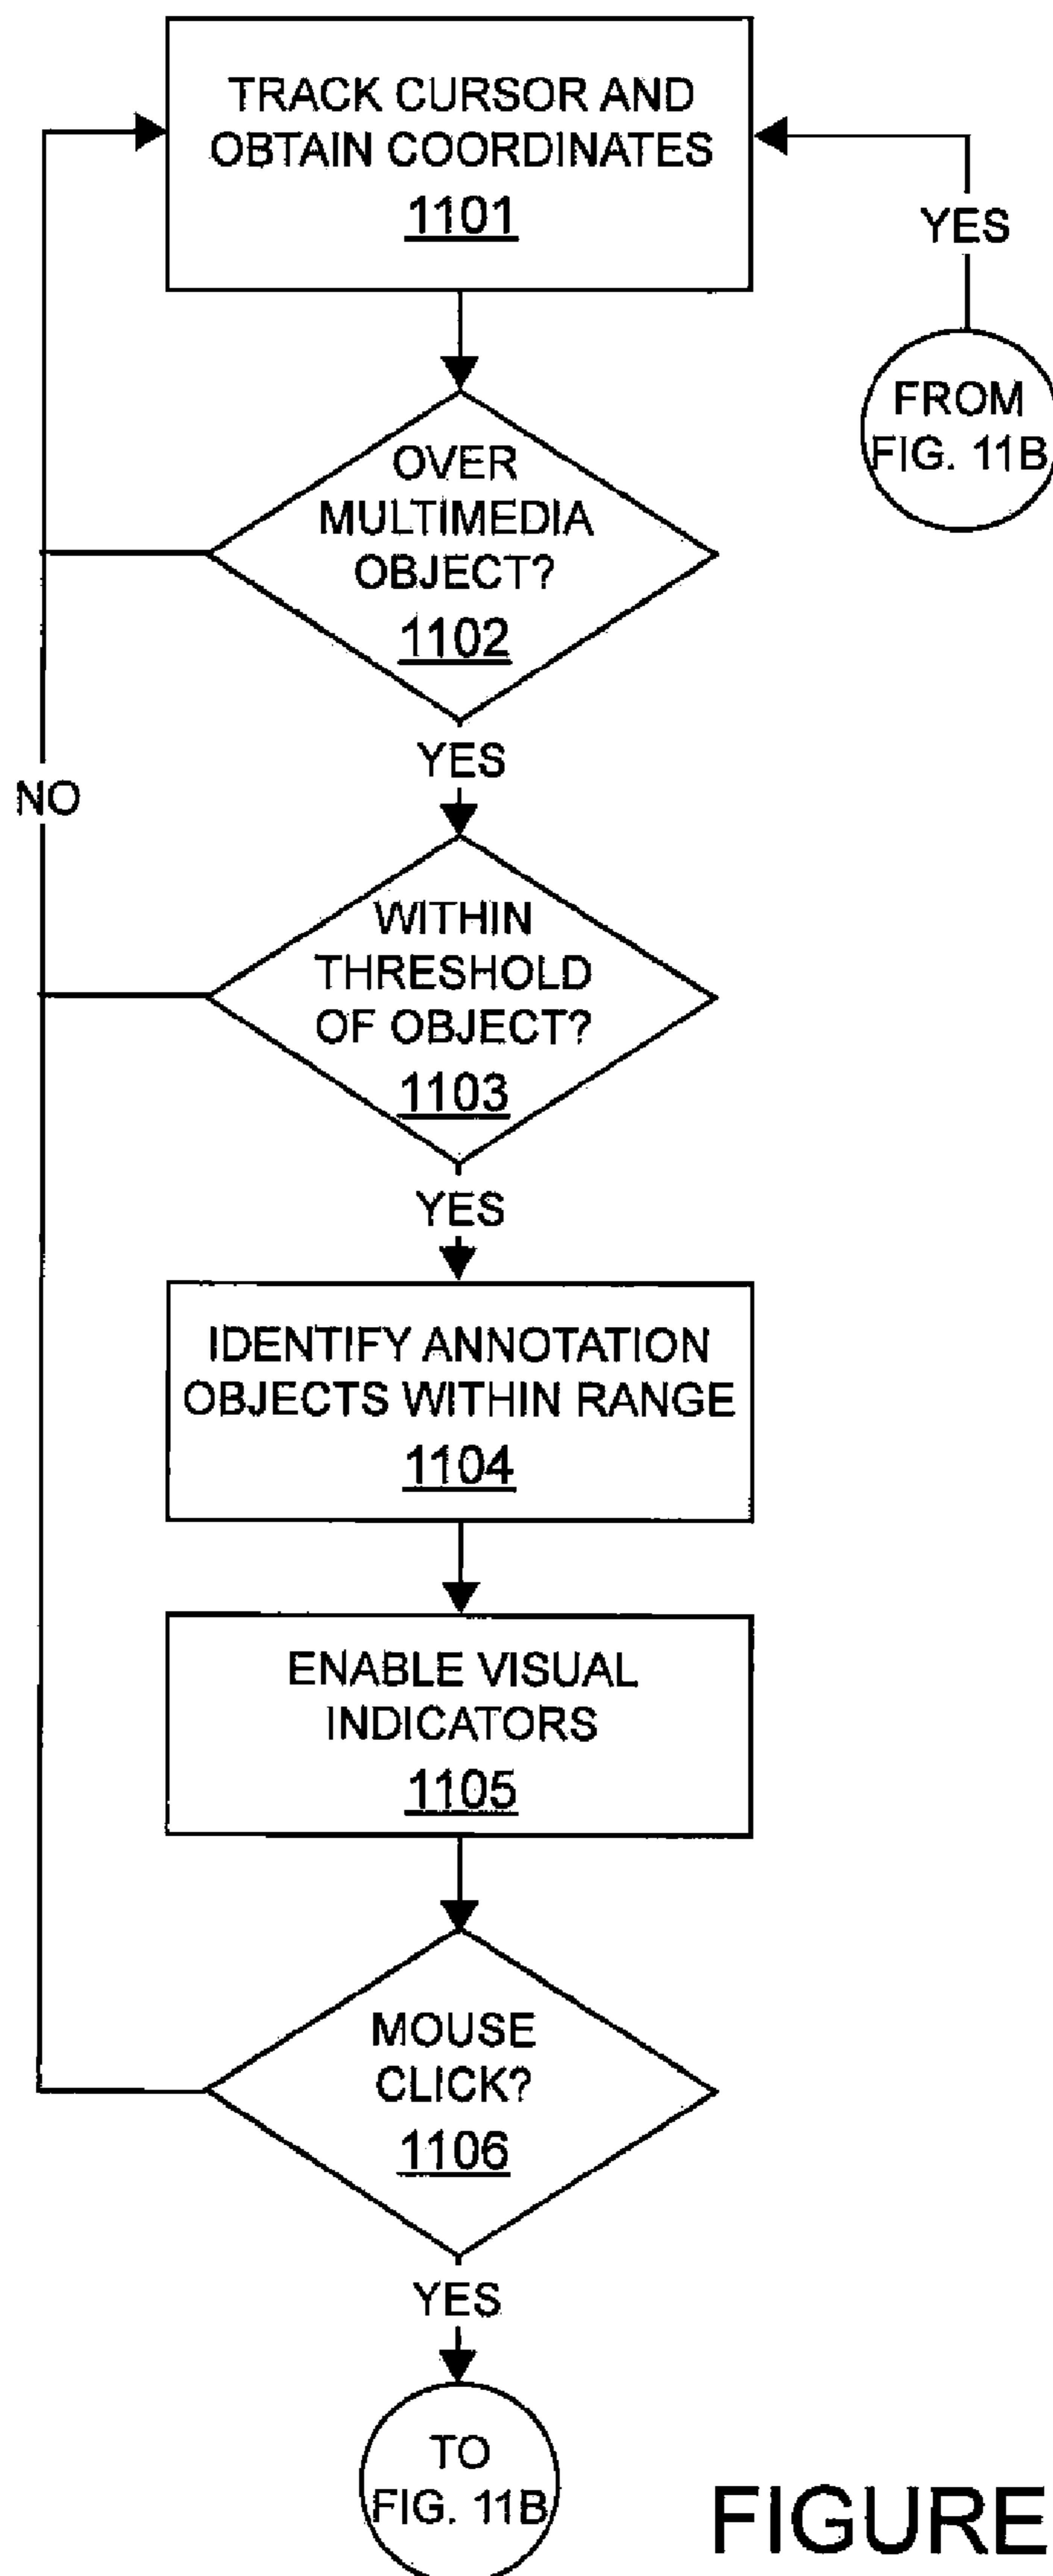 TRACK CURSOR AND
OBTAIN COORDINATES
1101
YES
FROM
FIG. 11B
OVER
MULTIMEDIA
OBJECT?
1102
YES
NO
WITHIN
THRESHOLD
OF OBJECT?
1103
YES
IDENTIFY ANNOTATION
OBJECTS WITHIN RANGE
1104
ENABLE VISUAL
INDICATORS
1105
MOUSE
CLICK?
1106
YES
TO
FIG. 11B
FIGURE